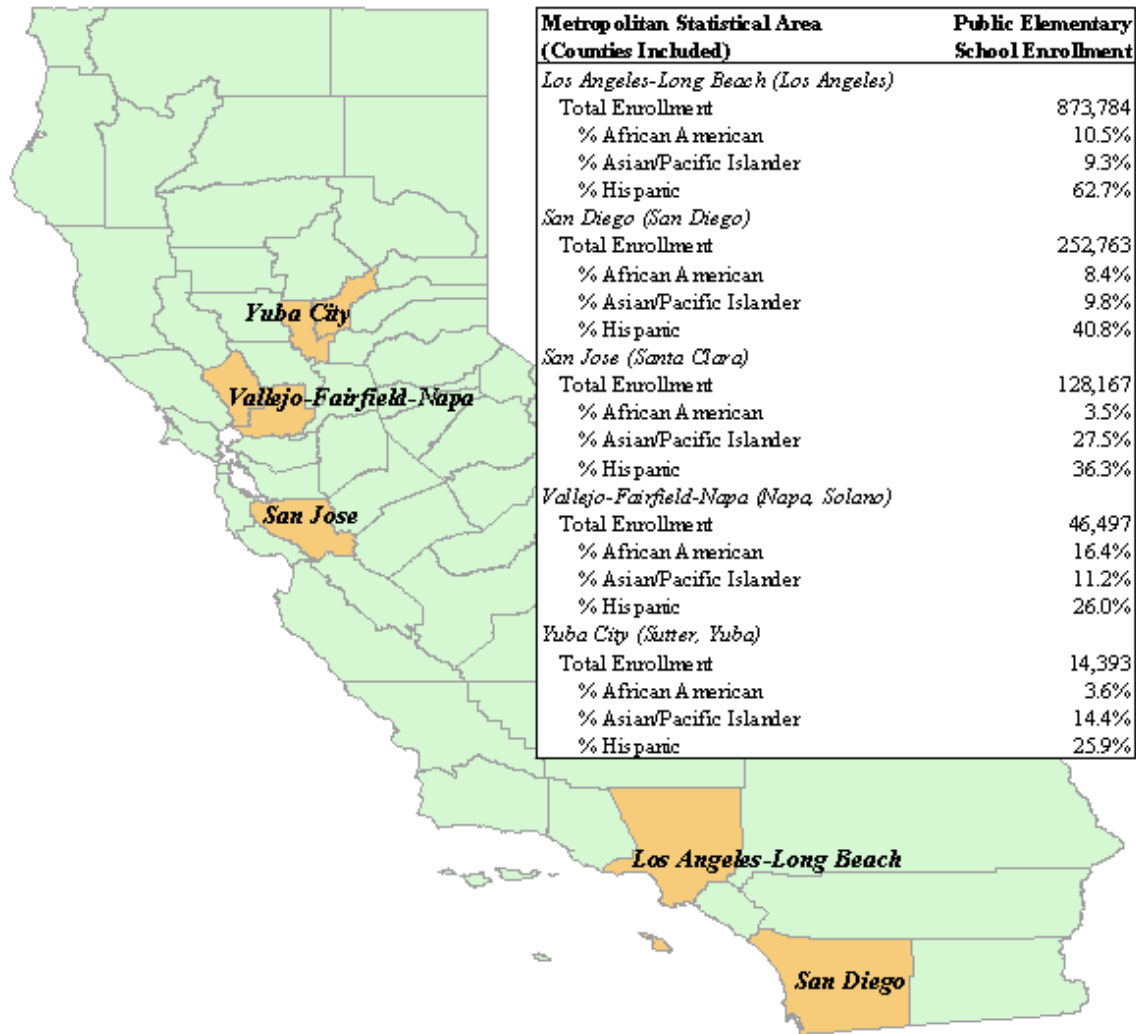 Metropolitan Statistical Area Public Elementary
(Counties Included) School Enrollment
Los Angeles-Long Beach (Los Angeles)
Total Enrollment 873,784
% African American 10.5%
% Asian/Pacific Islander 9.3%
% Hispanic 62.7%
San Diego (San Diego)
Total Enrollment 252,763
% African American 8.4%
% Asian/Pacific Islander 9.8%
% Hispanic 40.8%
San Jose (Santa Clara)
Total Enrollment 128,167
% African American 3.5%
% Asian/Pacific Islander 27.5%
% Hispanic 36.3%
Vallejo-Fairfield-Napa (Napa, Solano)
Total Enrollment 46,497
% African American 16.4%
% Asian/Pacific Islander 11.2%
% Hispanic 26.0%
Yuba City (Sutter, Yuba)
Total Enrollment 14,393
% African American 3.6%
% Asian/Pacific Islander 14.4%
% Hispanic 25.9%
Yuba City
Vallejo-Fairfield-Napa
San Jose
Los Angeles-Long Beach
San Diego